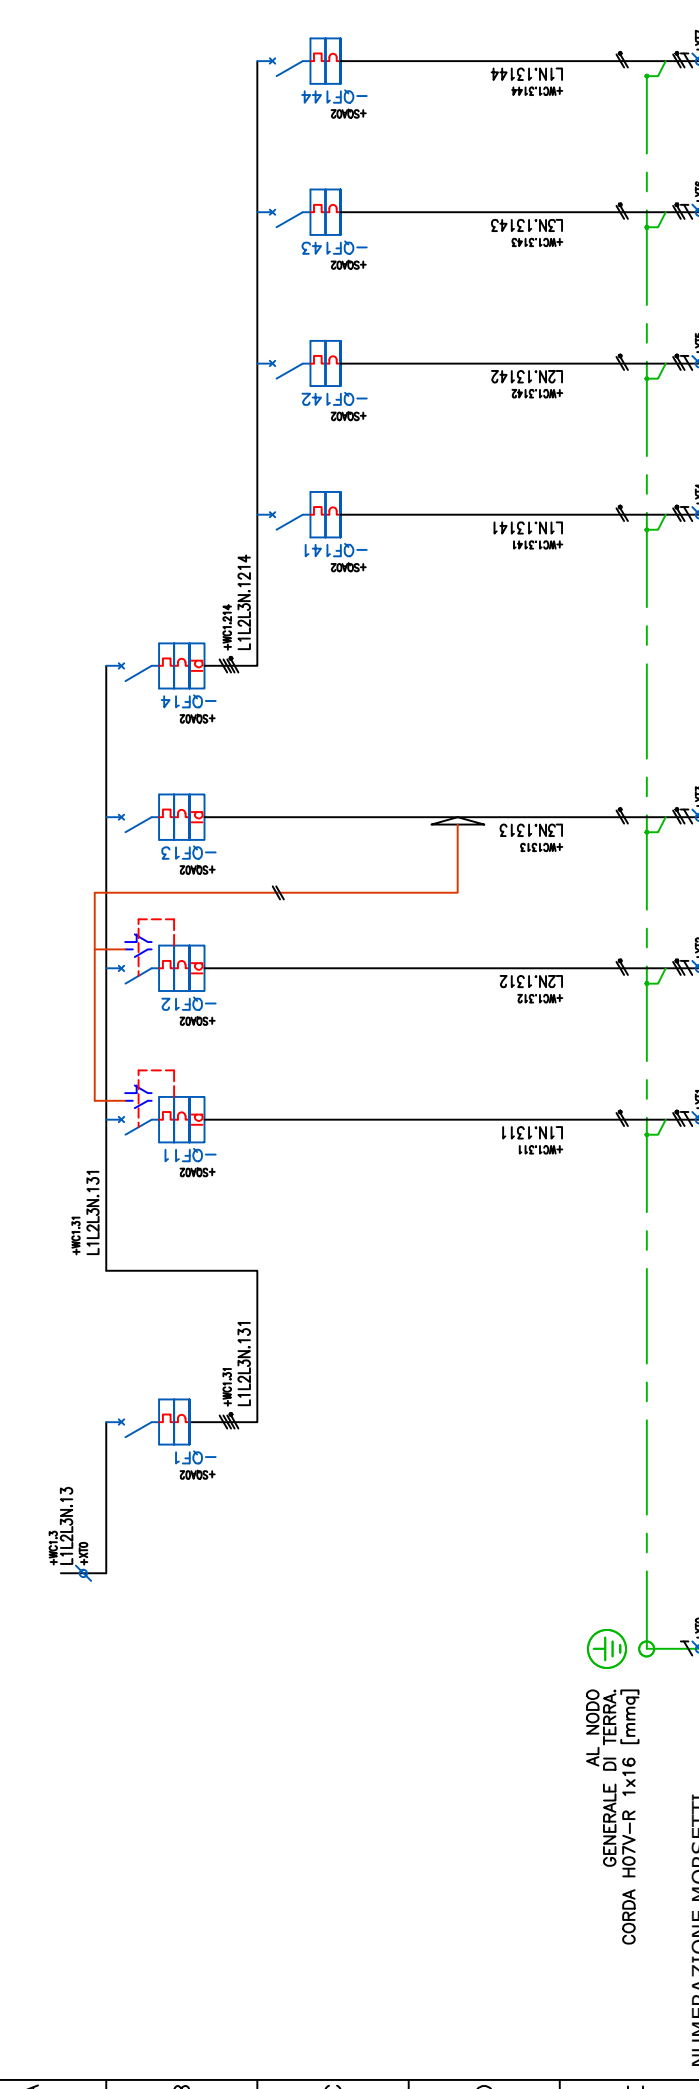 +WC1.3
L1L2L3N.13
+XT0
-QF1
+SQA02
+WC1.31
L1L2L3N.131
+WC1.31
L1L2L3N.131
-QF11
+SQA02
L1N.1311
+WC1.311
-QF12
+SQA02
L2N.1312
+WC1.312
-QF13
+SQA02
L3N.1313
+WC1313
-QF14
+SQA02
+WC1.214
L1L2L3N.1214
-QF141
+SQA02
L1N.13141
+WC1.3141
-QF142
+SQA02
L2N.13142
+WC1.3142
-QF143
+SQA02
L3N.13143
+WC1.3143
-QF144
+SQA02
L1N.13144
+WC1.3144
AL NODO
GENERALE DI TERRA.
CORDA H07V-R 1x16 [mmq]
NUMERAZIONE MORSETTI